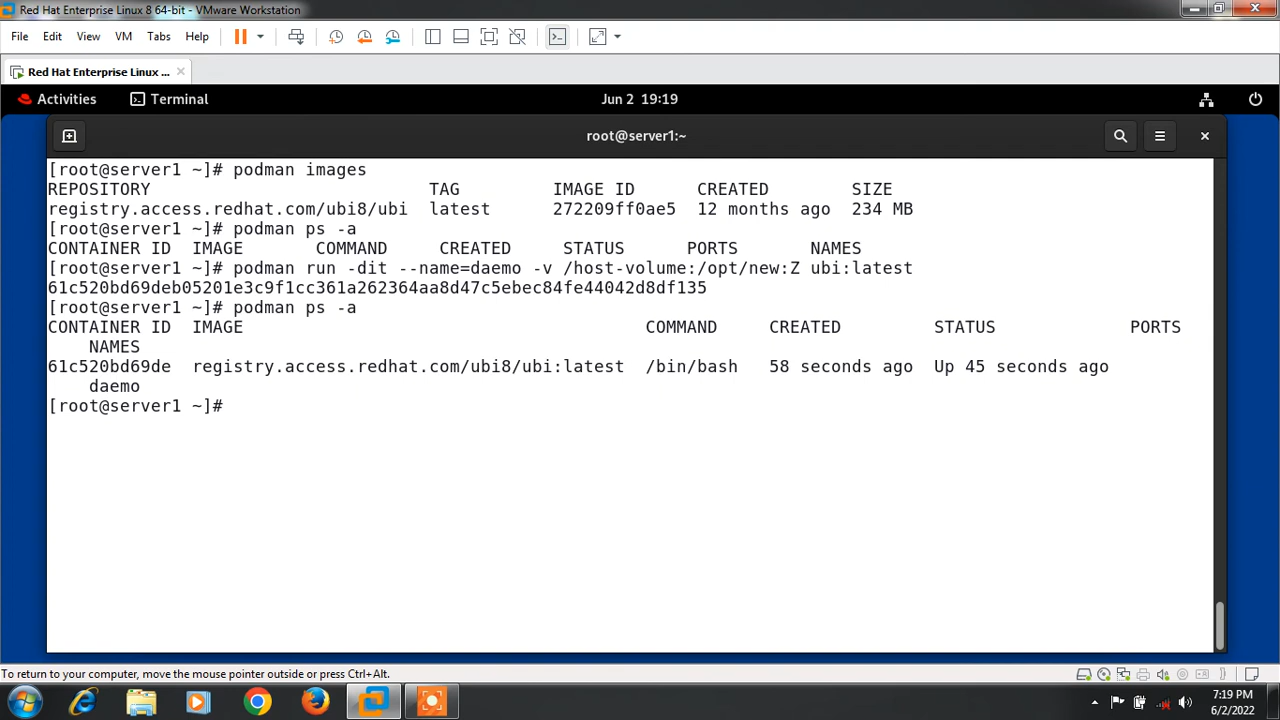 Red Hat Enterprise Linux 8 64-bit - VMware Workstation
File Edit View VM Tabs Help
Red Hat Enterprise Linux ...
Activities Terminal Jun 2 19:19
root@server1:~
[root@server1 ~]# podman images
REPOSITORY TAG IMAGE ID CREATED SIZE
registry.access.redhat.com/ubi8/ubi latest 272209ff0ae5 12 months ago 234 MB
[root@server1 ~]# podman ps -a
CONTAINER ID IMAGE COMMAND CREATED STATUS PORTS NAMES
[root@server1 ~]# podman run -dit --name=daemo -v /host-volume:/opt/new:Z ubi:latest
61c520bd69deb05201e3c9f1cc361a262364aa8d47c5ebec84fe44042d8df135
[root@server1 ~]# podman ps -a
CONTAINER ID IMAGE COMMAND CREATED STATUS PORTS
NAMES
61c520bd69de registry.access.redhat.com/ubi8/ubi:latest /bin/bash 58 seconds ago Up 45 seconds ago
daemo
[root@server1 ~]#
To return to your computer, move the mouse pointer outside or press Ctrl+Alt.
7:19 PM
6/2/2022